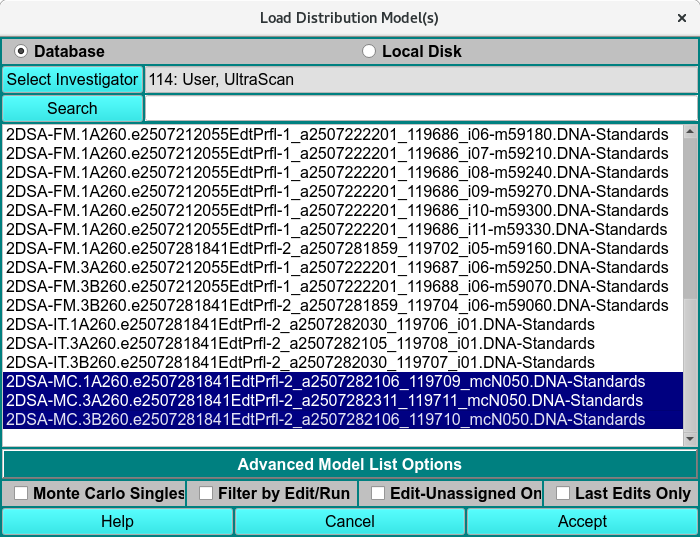 Load Distribution Model(s)
Database Local Disk
Select Investigator 114: User, UltraScan
Search
2DSA-FM.1A260.e2507212055EdtPrfl-1_a2507222201_119686_i06-m59180.DNA-Standards
2DSA-FM.1A260.e2507212055EdtPrfl-1_a2507222201_119686_i07-m59210.DNA-Standards
2DSA-FM.1A260.e2507212055EdtPrfl-1_a2507222201_119686_i08-m59240.DNA-Standards
2DSA-FM.1A260.e2507212055EdtPrfl-1_a2507222201_119686_i09-m59270.DNA-Standards
2DSA-FM.1A260.e2507212055EdtPrfl-1_a2507222201_119686_i10-m59300.DNA-Standards
2DSA-FM.1A260.e2507212055EdtPrfl-1_a2507222201_119686_i11-m59330.DNA-Standards
2DSA-FM.1A260.e2507281841EdtPrfl-2_a2507281859_119702_i05-m59160.DNA-Standards
2DSA-FM.3A260.e2507212055EdtPrfl-1_a2507222201_119687_i06-m59250.DNA-Standards
2DSA-FM.3B260.e2507212055EdtPrfl-1_a2507222201_119688_i06-m59070.DNA-Standards
2DSA-FM.3B260.e2507281841EdtPrfl-2_a2507281859_119704_i06-m59060.DNA-Standards
2DSA-IT.1A260.e2507281841EdtPrfl-2_a2507282030_119706_i01.DNA-Standards
2DSA-IT.3A260.e2507281841EdtPrfl-2_a2507282105_119708_i01.DNA-Standards
2DSA-IT.3B260.e2507281841EdtPrfl-2_a2507282030_119707_i01.DNA-Standards
2DSA-MC.1A260.e2507281841EdtPrfl-2_a2507282106_119709_mcN050.DNA-Standards
2DSA-MC.3A260.e2507281841EdtPrfl-2_a2507282311_119711_mcN050.DNA-Standards
2DSA-MC.3B260.e2507281841EdtPrfl-2_a2507282106_119710_mcN050.DNA-Standards
Advanced Model List Options
Monte Carlo Singles Filter by Edit/Run Edit-Unassigned On Last Edits Only
Help Cancel Accept